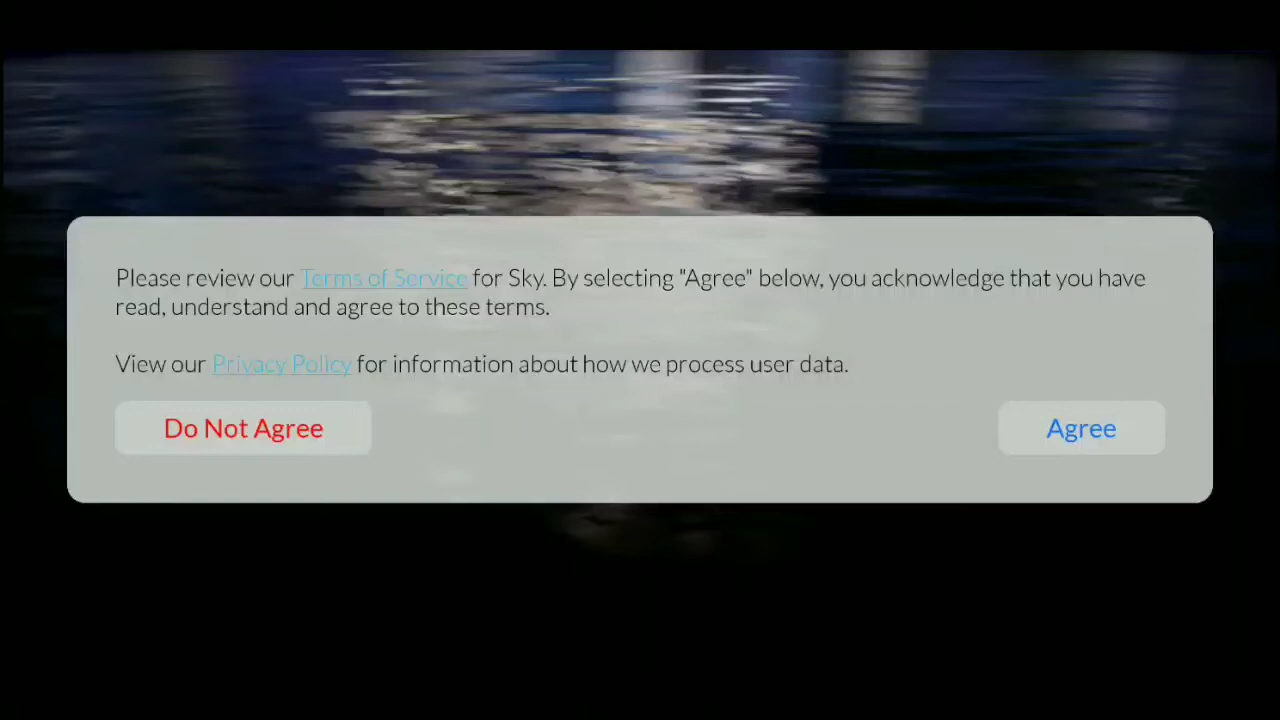 Please review our Terms of Service for Sky. By selecting "Agree" below, you acknowledge that you have
read, understand and agree to these terms.
View our Privacy Policy for information about how we process user data.
Do Not Agree
Agree